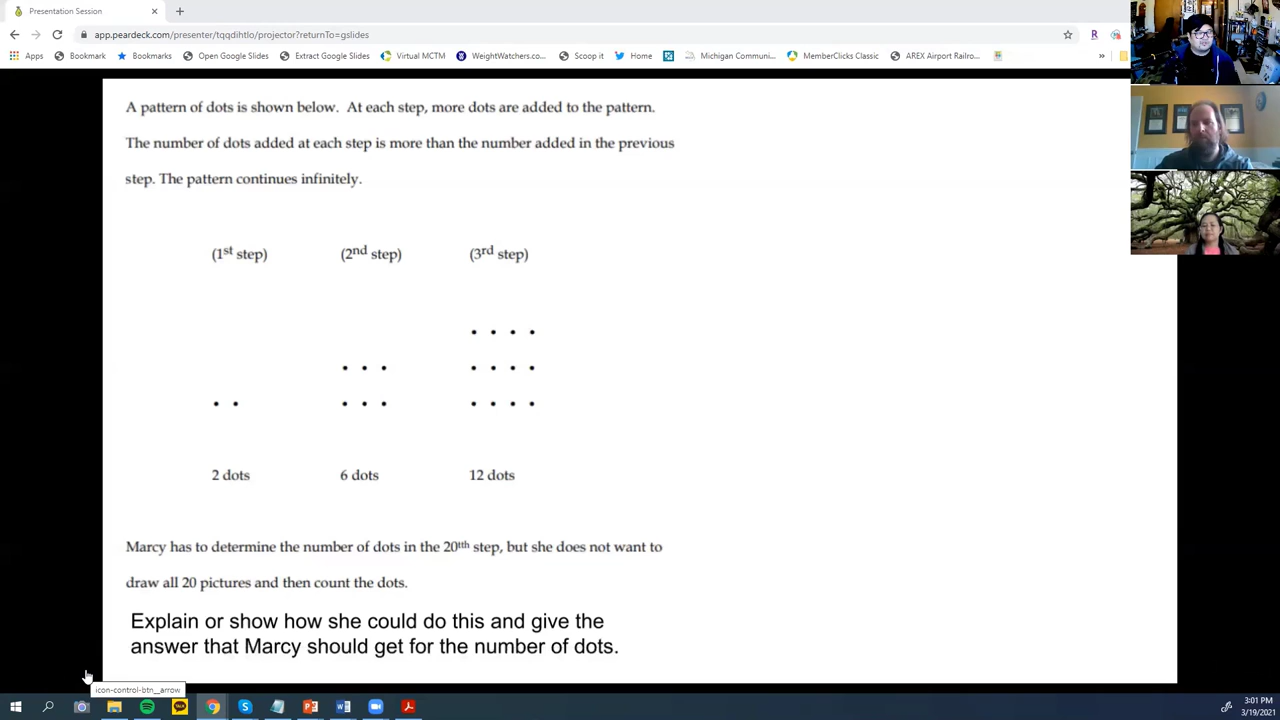 Presentation Session
app.peardeck.com/presenter/tqqdihtlo/projector?returnTo=gslides
Apps Bookmark Bookmarks Open Google Slides Extract Google Slides Virtual MCTM WeightWatchers.co... Scoop it Home Michigan Communi... MemberClicks Classic AREX Airport Railro... »
A pattern of dots is shown below. At each step, more dots are added to the pattern.
The number of dots added at each step is more than the number added in the previous
step. The pattern continues infinitely.
(1st step) (2nd step) (3rd step)
2 dots 6 dots 12 dots
Marcy has to determine the number of dots in the 20th step, but she does not want to
draw all 20 pictures and then count the dots.
Explain or show how she could do this and give the
answer that Marcy should get for the number of dots.
icon-control-btn__arrow
3:01 PM
3/19/2021